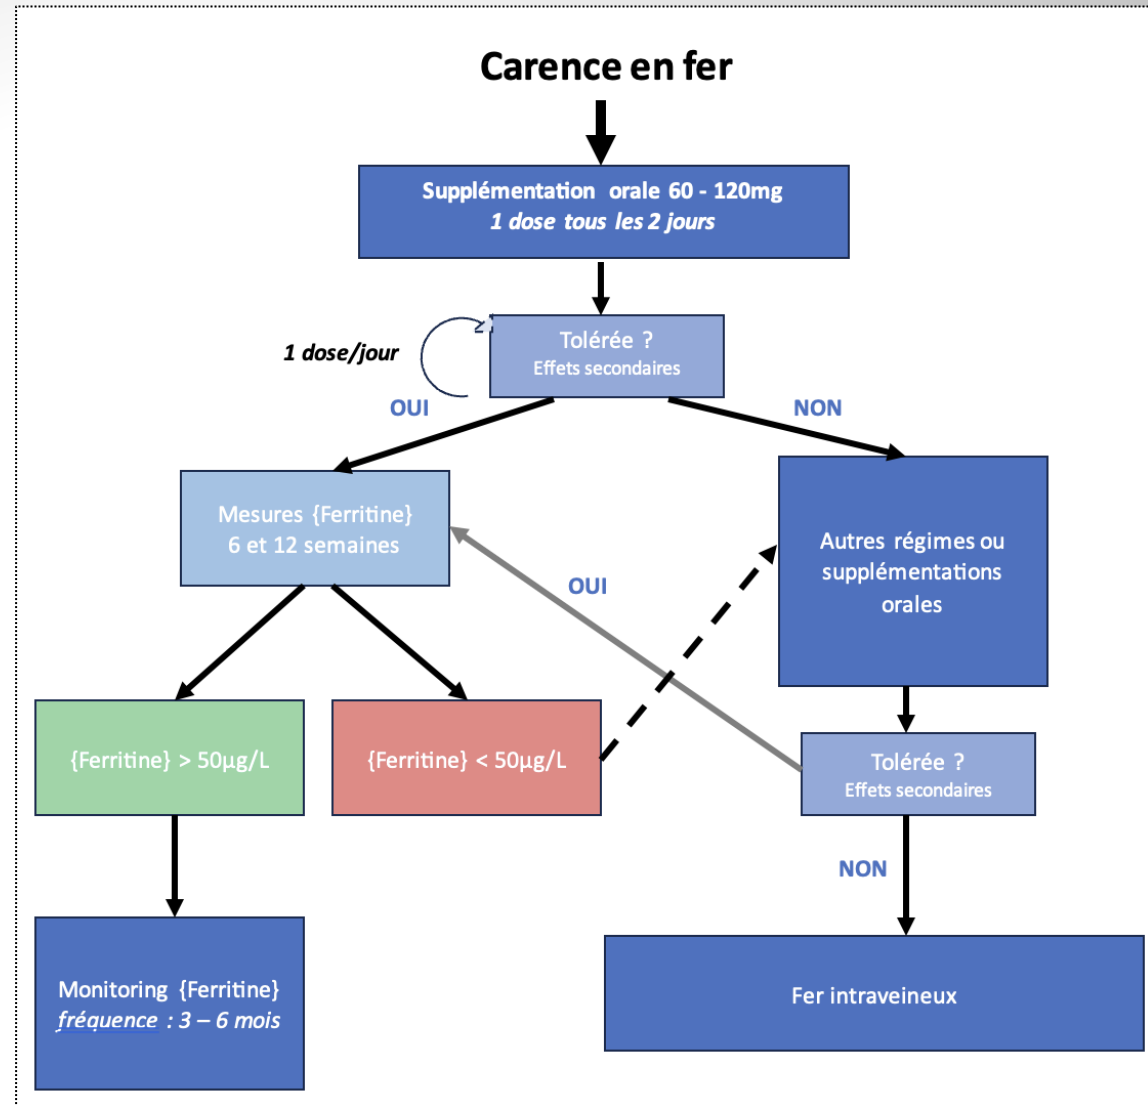 Carence en fer
Supplémentation orale 60 - 120mg
1 dose tous les 2 jours
Tolérée ?
Effets secondaires
1 dose/jour
OUI
NON
Mesures {Ferritine}
6 et 12 semaines
Autres régimes ou
supplémentations
orales
OUI
{Ferritine} > 50µg/L
{Ferritine} < 50µg/L
Tolérée ?
Effets secondaires
NON
Monitoring {Ferritine}
fréquence : 3 – 6 mois
Fer intraveineux